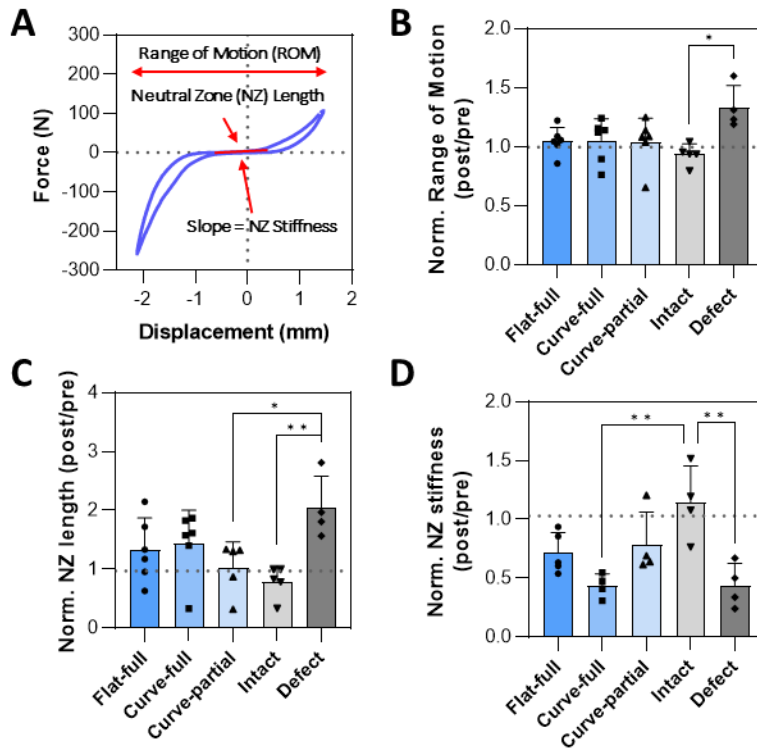 A
Range of Motion (ROM)
Neutral Zone (NZ) Length
Slope = NZ Stiffness
Force (N)
300
200
100
0
-100
-200
-300
-2
-1
0
1
2
Displacement (mm)
B
*
Norm. Range of Motion
(post/pre)
2.0
1.5
1.0
0.5
0.0
Flat-full
Curve-full
Curve-partial
Intact
Defect
C
*
**
Norm. NZ length (post/pre)
4
3
2
1
0
Flat-full
Curve-full
Curve-partial
Intact
Defect
D
**
**
Norm. NZ stiffness
(post/pre)
2.0
1.5
1.0
0.5
0.0
Flat-full
Curve-full
Curve-partial
Intact
Defect